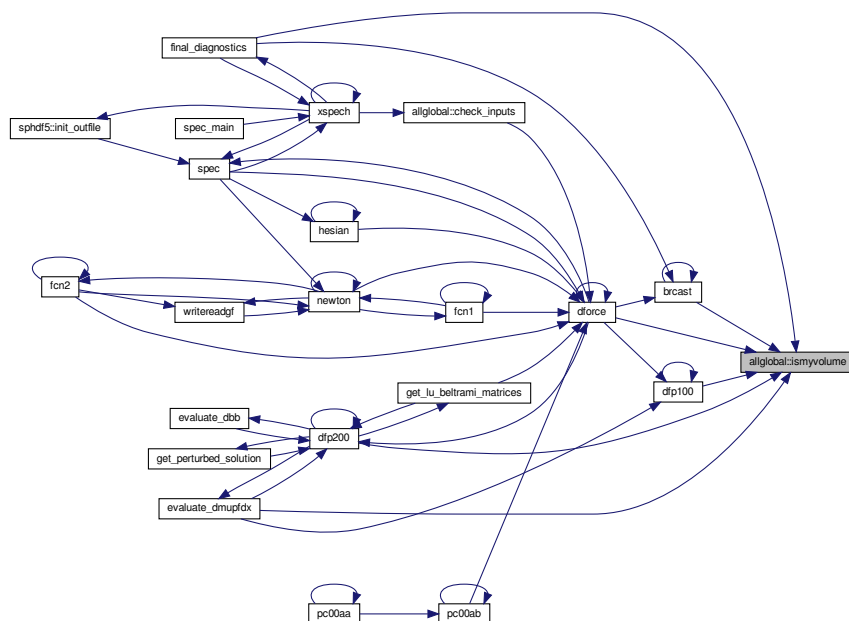 final_diagnostics
xspech
allglobal::check_inputs
sphdf5::init_outfile
spec_main
spec
hesian
fcn2
newton
brcast
writereadgf
fcn1
dforce
allglobal::ismyvolume
get_lu_beltrami_matrices
dfp100
evaluate_dbb
dfp200
get_perturbed_solution
evaluate_dmupfdx
pc00aa
pc00ab